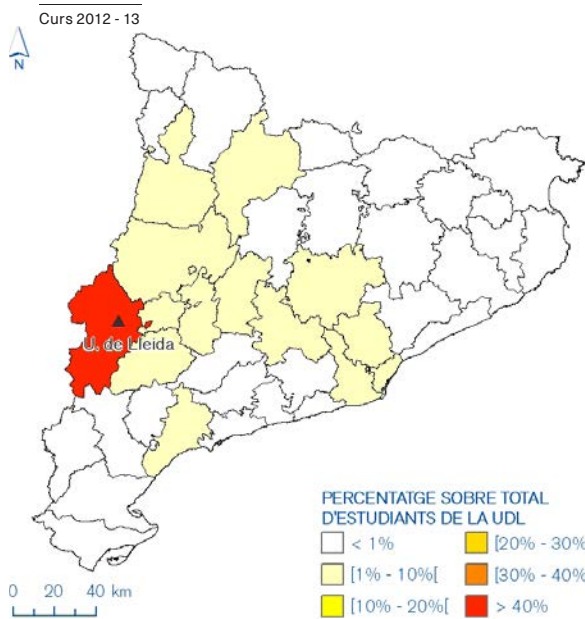 Curs 2012 - 13
N
U. de Lleida
PERCENTATGE SOBRE TOTAL
D'ESTUDIANTS DE LA UDL
< 1%
[20% - 30%
[1% - 10%[
[30% - 40%
[10% - 20%[
> 40%
0 20 40 km